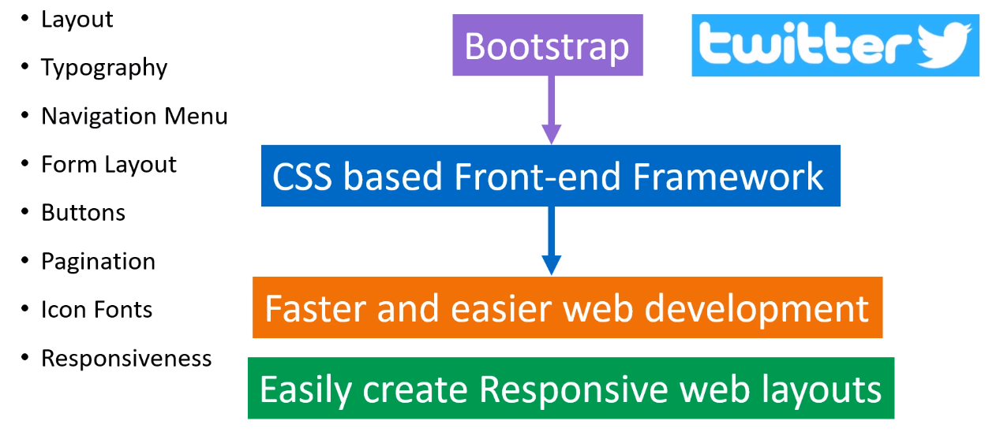 • Layout
• Typography
• Navigation Menu
• Form Layout
• Buttons
• Pagination
• Icon Fonts
• Responsiveness
Bootstrap
twitter
CSS based Front-end Framework
Faster and easier web development
Easily create Responsive web layouts